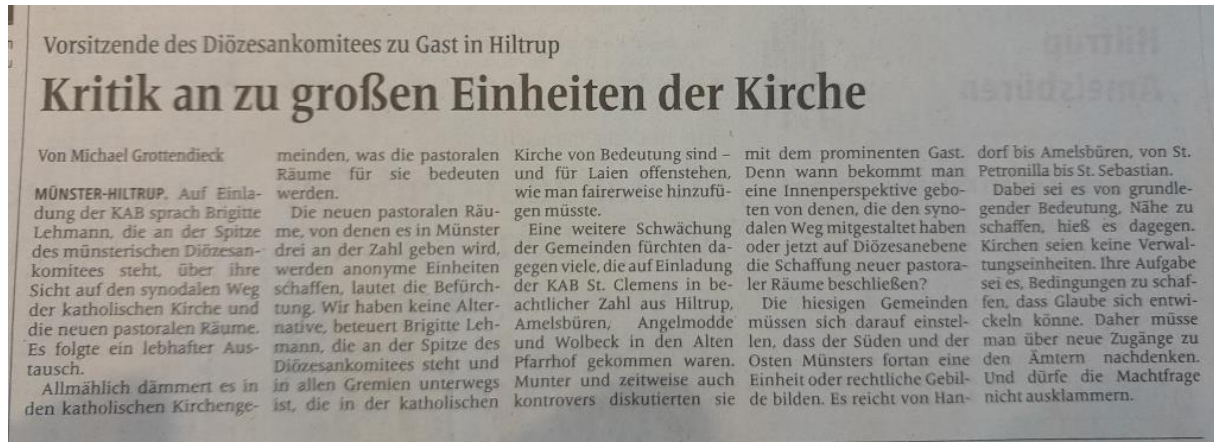 Vorsitzende des Diözesankomitees zu Gast in Hiltrup
Kritik an zu großen Einheiten der Kirche
Von Michael Grottendieck
MÜNSTER-HILTRUP. Auf Einla-
dung der KAB sprach Brigitte
Lehmann, die an der Spitze
des münsterischen Diözesan-
komitees steht, über ihre
Sicht auf den synodalen Weg
der katholischen Kirche und
die neuen pastoralen Räume.
Es folgte ein lebhafter Aus-
tausch.
Allmählich dämmert es in
den katholischen Kirchenge-
meinden, was die pastoralen
Räume für sie bedeuten
werden.
Die neuen pastoralen Räu-
me, von denen es in Münster
drei an der Zahl geben wird,
werden anonyme Einheiten
schaffen, lautet die Befürch-
tung. Wir haben keine Alter-
native, beteuert Brigitte Leh-
mann, die an der Spitze des
Diözesankomitees steht und
in allen Gremien unterwegs
ist, die in der katholischen
Kirche von Bedeutung sind –
und für Laien offenstehen,
wie man fairerweise hinzufü-
gen müsste.
Eine weitere Schwächung
der Gemeinden fürchten da-
gegen viele, die auf Einladung
der KAB St. Clemens in be-
achtlicher Zahl aus Hiltrup,
Amelsbüren, Angelmodde
und Wolbeck in den Alten
Pfarrhof gekommen waren.
Munter und zeitweise auch
kontrovers diskutierten sie
mit dem prominenten Gast.
Denn wann bekommt man
eine Innenperspektive gebo-
ten von denen, die den syno-
dalen Weg mitgestaltet haben
oder jetzt auf Diözesanebene
die Schaffung neuer pastora-
ler Räume beschließen?
Die hiesigen Gemeinden
müssen sich darauf einstel-
len, dass der Süden und der
Osten Münsters fortan eine
Einheit oder rechtliche Gebil-
de bilden. Es reicht von Han-
dorf bis Amelsbüren, von St.
Petronilla bis St. Sebastian.
Dabei sei es von grundle-
gender Bedeutung, Nähe zu
schaffen, hieß es dagegen.
Kirchen seien keine Verwal-
tungseinheiten. Ihre Aufgabe
sei es, Bedingungen zu schaf-
fen, dass Glaube sich entwi-
ckeln könne. Daher müsse
man über neue Zugänge zu
den Ämtern nachdenken.
Und dürfe die Machtfrage
nicht ausklammern.